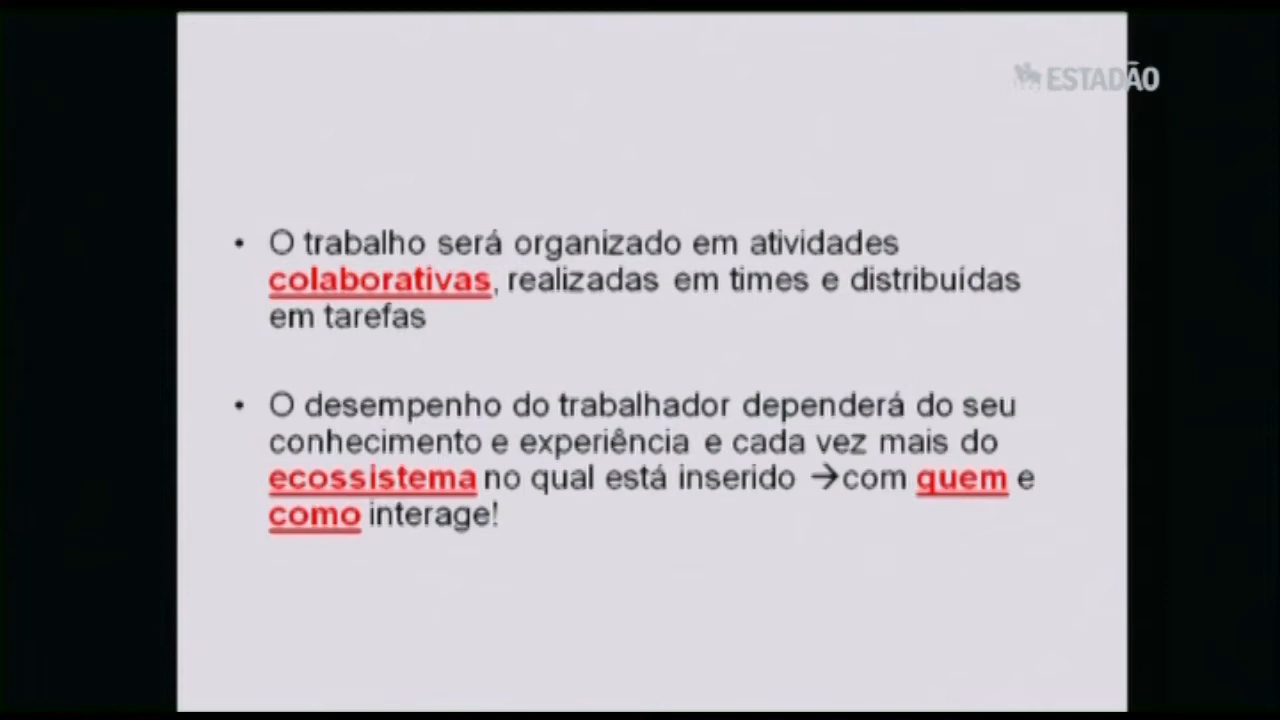 ESTADÃO
• O trabalho será organizado em atividades
colaborativas, realizadas em times e distribuídas
em tarefas
• O desempenho do trabalhador dependerá do seu
conhecimento e experiência e cada vez mais do
ecossistema no qual está inserido →com quem e
como interage!